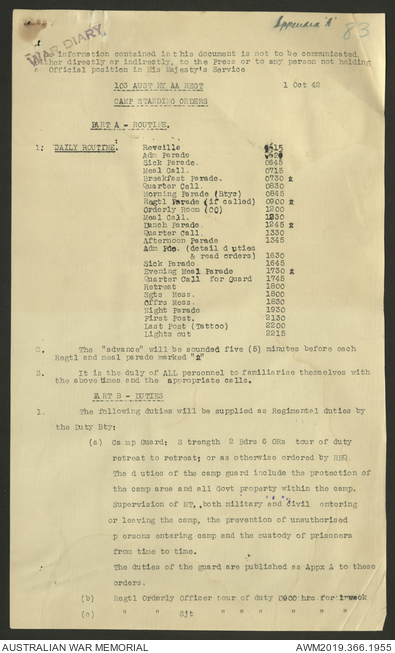 Appendix 'A' 83
WAR DIARY.
The information contained in this document is not to be communicated,
either directly or indirectly, to the Press or to any person not holding
Official position in His Majesty's Service
103 AUST HY AA REGT 1 Oct 42
CAMP STANDING ORDERS
PART A - ROUTINE.
1; DAILY ROUTINE: Reveille 0615
Adm Parade
Sick Parade. 0645
Meal Call. 0715
Breakfast Parade. 0730 *
Quarter Call. 0830
Morning Parade (Btys) 0845
Regtl Parade (if called) 0900 *
Orderly Room (CO) 1200
Meal Call. 1230
Lunch Parade. 1245 *
Quarter Call. 1330
Afternoon Parade 1345
Adm Pde. (detail d uties
& read orders) 1630
Sick Parade. 1645
Evening Meal Parade 1730 *
Quarter Call for Guard 1745
Retreat 1800
Sgts Mess. 1800
Offrs Mess. 1830
Night Parade 1930
First Post. 2130
Last Post (Tattoo) 2200
Lights out 2215
2. The "advance" will be sounded five (5) minutes before each
Regtl and meal parade marked "*"
3. It is the duly of ALL personnel to familiarise themselves with
the above times and the appropriate calls.
PART B - DUTIES
1. The following duties will be supplied as Regimental duties by
the Duty Bty:
(a) Ca mp Guard: S trength 2 Bdrs 6 ORs tour of duty
retreat to retreat; or as otherwise ordered by RHQ.
The d uties of the camp guard include the protection of
the camp area and all Govt property within the camp.
Supervision of MT, both military and civil entering
or leaving the camp, the prevention of unauthorised
p ersons entering camp and the custody of prisoners
from time to time.
The duties of the guard are published as Appx A to these
orders.
(b) Regtl Orderly Officer tour of duty 0900 hrs for 1 week
(c) " " Sjt " " " " " "
AUSTRALIAN WAR MEMORIAL AWM2019.366.1955